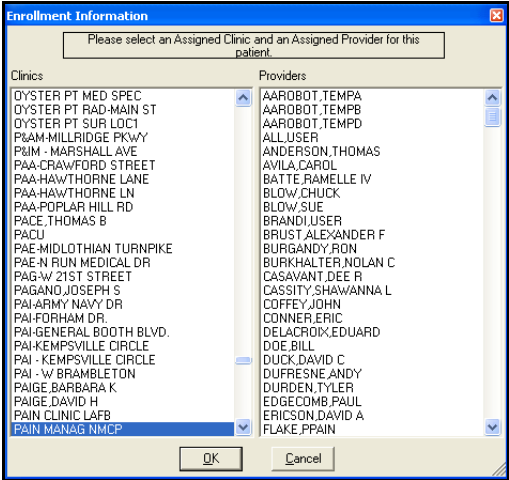 Enrollment Information
Please select an Assigned Clinic and an Assigned Provider for this
patient.
Clinics
OYSTER PT MED SPEC
OYSTER PT RAD-MAIN ST
OYSTER PT SUR LOC1
P&AM-MILLRIDGE PKWY
P&IM - MARSHALL AVE
PAA-CRAWFORD STREET
PAA-HAWTHORNE LANE
PAA-HAWTHORNE LN
PAA-POPLAR HILL RD
PACE,THOMAS B
PACU
PAE-MIDLOTHIAN TURNPIKE
PAE-N RUN MEDICAL DR
PAG-W 21ST STREET
PAGANO,JOSEPH S
PAI-ARMY NAVY DR
PAI-FORHAM DR.
PAI-GENERAL BOOTH BLVD.
PAI-KEMPSVILLE CIRCLE
PAI - KEMPSVILLE CIRCLE
PAI - W BRAMBLETON
PAIGE,BARBARA K
PAIGE,DAVID H
PAIN CLINIC LAFB
PAIN MANAG NMCP
Providers
AAROBOT,TEMPA
AAROBOT,TEMPB
AAROBOT,TEMPD
ALL,USER
ANDERSON,THOMAS
AVILA,CAROL
BATTE,RAMELLE IV
BLOW,CHUCK
BLOW,SUE
BRANDI,USER
BRUST,ALEXANDER F
BURGANDY,RON
BURKHALTER,NOLAN C
CASAVANT,DEE R
CASSITY,SHAWANNA L
COFFEY,JOHN
CONNER,ERIC
DELACROIX,EDUARD
DOE,BILL
DUCK,DAVID C
DUFRESNE,ANDY
DURDEN,TYLER
EDGECOMB,PAUL
ERICSON,DAVID A
FLAKE,PPAIN
OK
Cancel